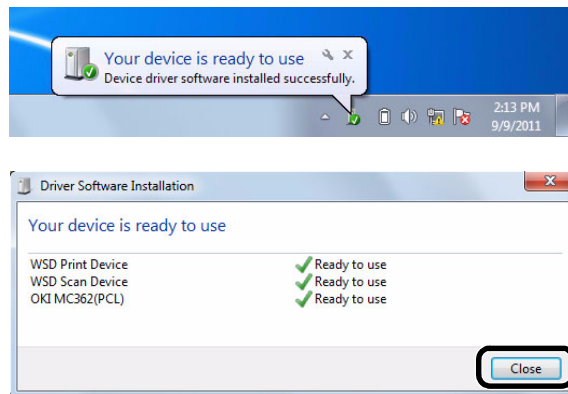 Your device is ready to use
Device driver software installed successfully.
2:13 PM
9/9/2011
Driver Software Installation
Your device is ready to use
WSD Print Device Ready to use
WSD Scan Device Ready to use
OKI MC362(PCL) Ready to use
Close